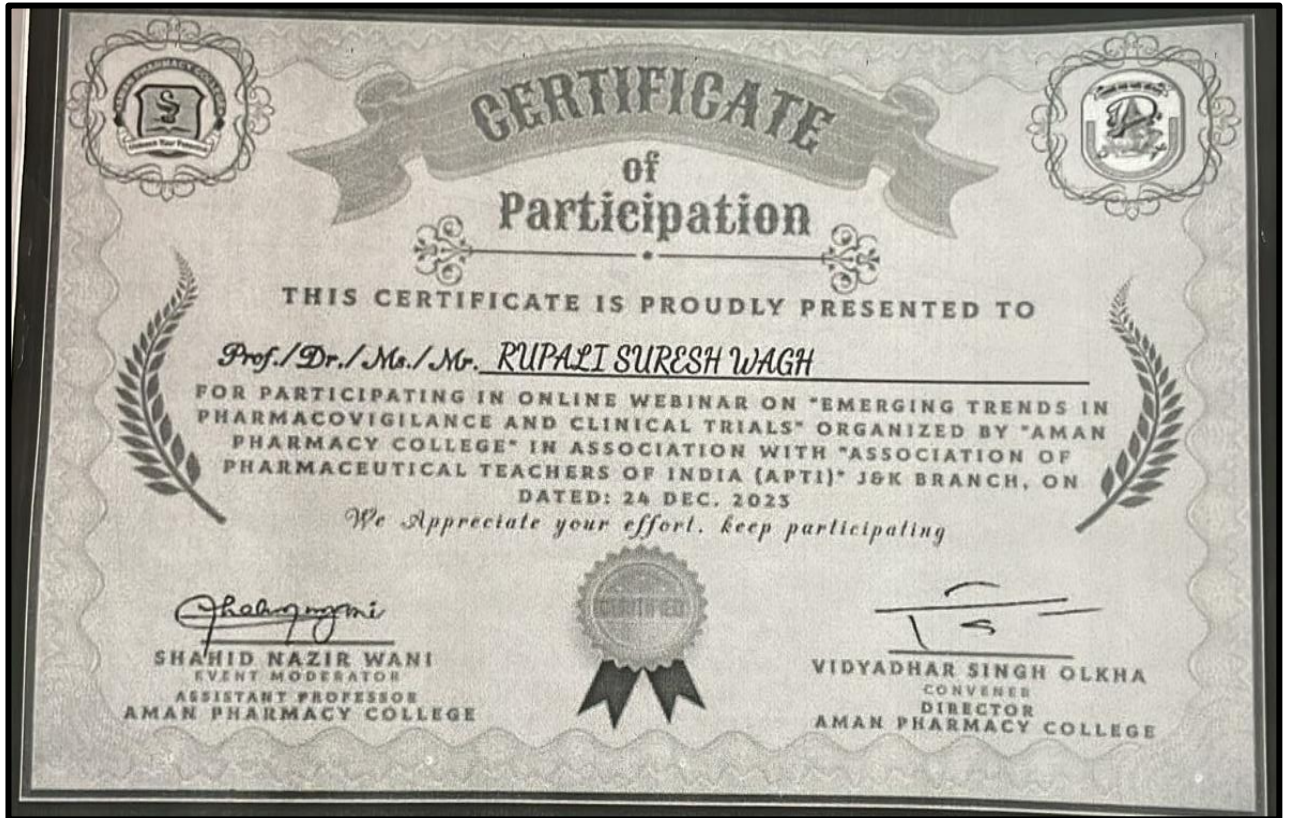 CERTIFICATE
of
Participation
THIS CERTIFICATE IS PROUDLY PRESENTED TO
Prof./Dr./Ms./Mr. RUPALI SURESH WAGH
FOR PARTICIPATING IN ONLINE WEBINAR ON "EMERGING TRENDS IN
PHARMACOVIGILANCE AND CLINICAL TRIALS" ORGANIZED BY "AMAN
PHARMACY COLLEGE" IN ASSOCIATION WITH "ASSOCIATION OF
PHARMACEUTICAL TEACHERS OF INDIA (APTI)" J&K BRANCH, ON
DATED: 24 DEC, 2023
We Appreciate your effort. keep participating
CERTIFIED
SHAHID NAZIR WANI
EVENT MODERATOR
ASSISTANT PROFESSOR
AMAN PHARMACY COLLEGE
VIDYADHAR SINGH OLKHA
CONVENER
DIRECTOR
AMAN PHARMACY COLLEGE